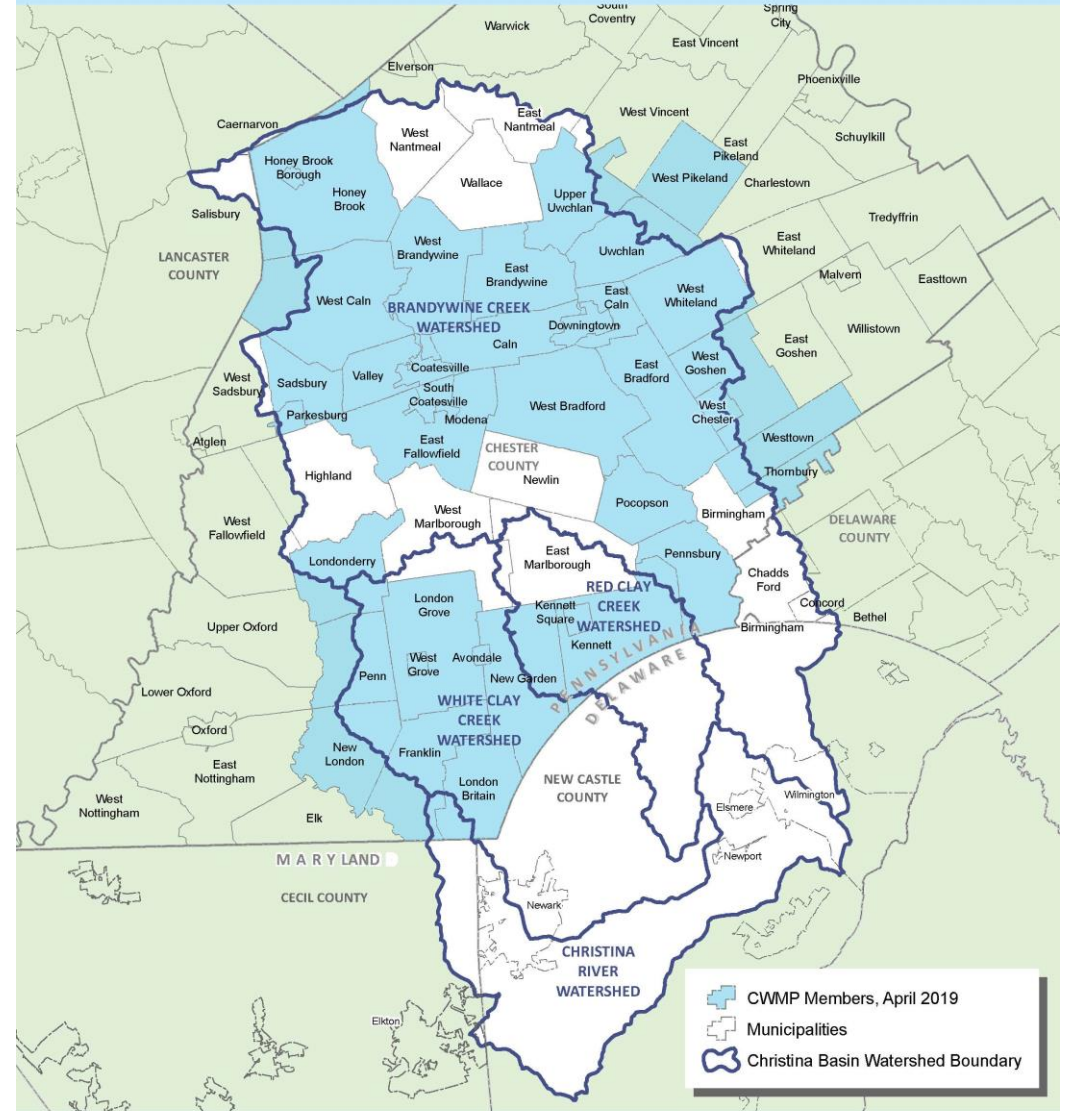 Warwick
South
Coventry
Spring
City
East Vincent
Elverson
Phoenixville
Caernarvon
East
Nantmeal
West Vincent
West
Nantmeal
Schuylkill
East
Pikeland
Honey Brook
Borough
Wallace
West Pikeland
Charlestown
Honey
Brook
Upper
Uwchlan
Salisbury
Tredyffrin
LANCASTER
COUNTY
West
Brandywine
Uwchlan
East
Whiteland
East
Brandywine
Malvern
Easttown
West Caln
East
Caln
West
Whiteland
BRANDYWINE CREEK
WATERSHED
Downingtown
Willistown
Caln
East
Goshen
West
Sadsbury
Sadsbury
Valley
Coatesville
East
Bradford
West
Goshen
South
Coatesville
West Bradford
West
Chester
Parkesburg
Modena
Atglen
East
Fallowfield
Westtown
CHESTER
COUNTY
Newlin
Thornbury
Highland
Pocopson
West
Marlborough
Birmingham
West
Fallowfield
DELAWARE
COUNTY
Londonderry
East
Marlborough
Pennsbury
Chadds
Ford
RED CLAY
CREEK
WATERSHED
London
Grove
Kennett
Square
Concord
Bethel
Upper Oxford
Kennett
Birmingham
PENNSYLVANIA
DELAWARE
Penn
West
Grove
Avondale
New Garden
Lower Oxford
WHITE CLAY
CREEK
WATERSHED
Oxford
East
Nottingham
New
London
Franklin
London
Britain
NEW CASTLE
COUNTY
West
Nottingham
Elk
Elsmere
Wilmington
MARYLAND
CECIL COUNTY
Newport
Newark
CHRISTINA
RIVER
WATERSHED
Elkton
CWMP Members, April 2019
Municipalities
Christina Basin Watershed Boundary